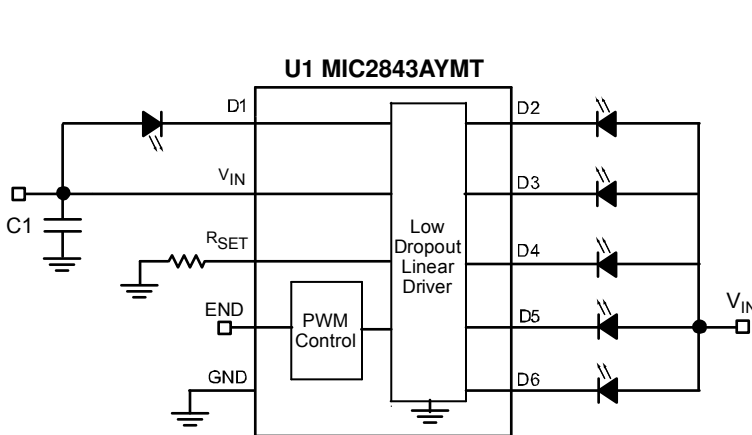 U1 MIC2843AYMT
D1
D2
VIN
D3
C1
RSET
Low
Dropout
Linear
Driver
D4
END
PWM
Control
D5
VIN
GND
D6